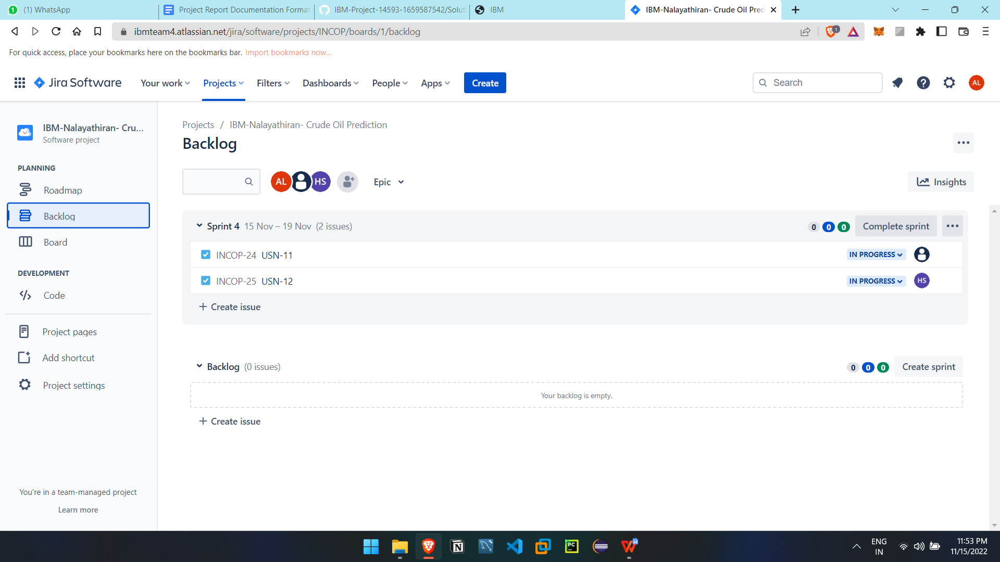 1
(1) WhatsApp
Project Report Documentation Format
IBM-Project-14593-1659587542/Soluti
IBM
IBM-Nalayathiran- Crude Oil Pred
ibmteam4.atlassian.net/jira/software/projects/INCOP/boards/1/backlog
1
For quick access, place your bookmarks here on the bookmarks bar. Import bookmarks now...
Jira Software
Your work
Projects
Filters
Dashboards
People
Apps
Create
Search
AL
IBM-Nalayathiran- Cru...
Software project
PLANNING
Roadmap
Backlog
Board
DEVELOPMENT
Code
Project pages
Add shortcut
Project settings
You're in a team-managed project
Learn more
Projects / IBM-Nalayathiran- Crude Oil Prediction
Backlog
AL
HS
Epic
Insights
Sprint 4 15 Nov – 19 Nov (2 issues)
0 0 0
Complete sprint
INCOP-24 USN-11
IN PROGRESS
INCOP-25 USN-12
IN PROGRESS
HS
+ Create issue
Backlog (0 issues)
0 0 0
Create sprint
Your backlog is empty.
+ Create issue
PC
W
ENG
IN
11:53 PM
11/15/2022